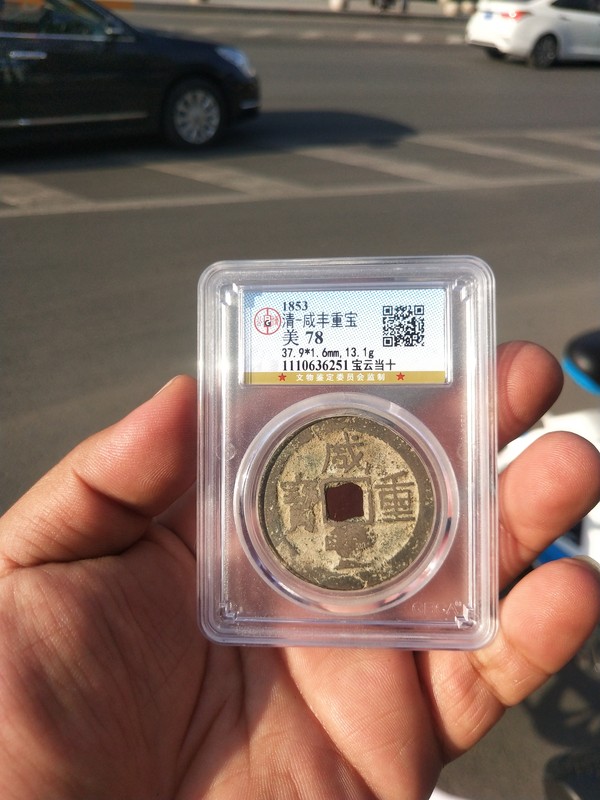 1853
清-咸丰重宝
美 78
37.9*1.6mm,13.1g
1110636251 宝云当十
★ 文物鉴定委员会监制 ★
咸
寶 重
豐